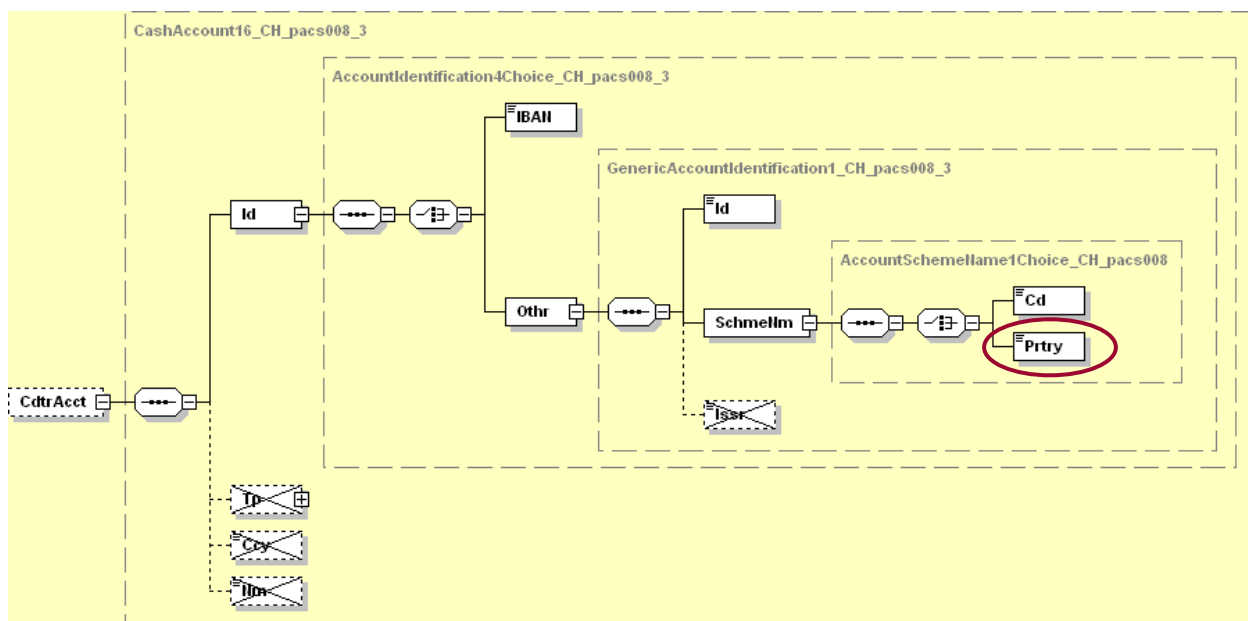 CashAccount16_CH_pacs008_3
AccountIdentification4Choice_CH_pacs008_3
IBAN
GenericAccountIdentification1_CH_pacs008_3
Id
Id
AccountSchemeName1Choice_CH_pacs008
Cd
Othr
SchmeNm
Prtry
CdtrAcct
Issr
Tp
Ccy
Nm